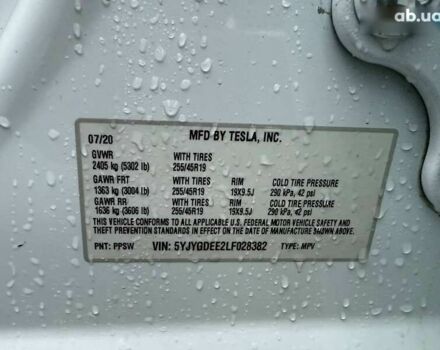 ab.ua
07/20 MFD BY TESLA, INC.
GVWR WITH TIRES
2405 kg (5302 lb) 255/45R19
GAWR FRT WITH TIRES RIM COLD TIRE PRESSURE
1363 kg (3004 lb) 255/45R19 19X9.5J 290 kPa, 42 psi
GAWR RR WITH TIRES RIM COLD TIRE PRESSURE
1636 kg (3606 lb) 255/45R19 19X9.5J 290 kPa, 42 psi
THIS VEHICLE CONFORMS TO ALL APPLICABLE U.S. FEDERAL MOTOR VEHICLE SAFETY
AND THEFT PREVENTION STANDARDS IN EFFECT ON THE DATE OF MANUFACTURE SHOWN ABOVE.
PNT: PPSW VIN: 5YJYGDEE2LF028382 TYPE: MPV